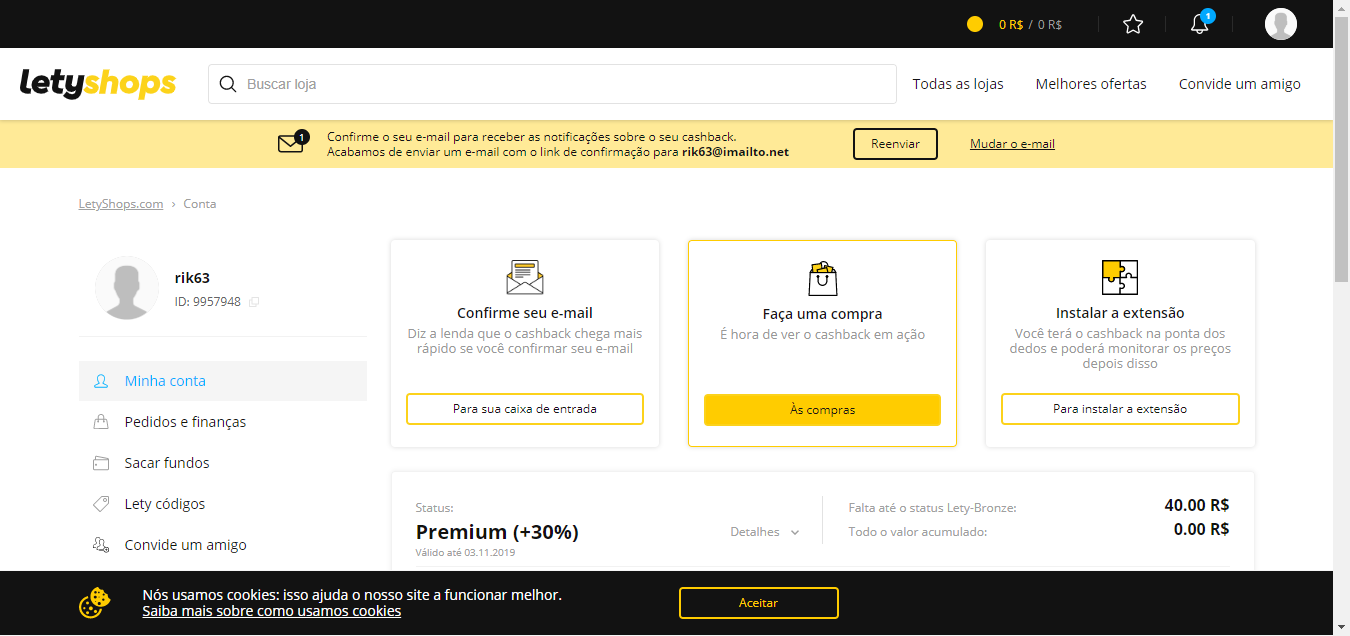 0 R$ / 0 R$
1
letyshops
Buscar loja
Todas as lojas
Melhores ofertas
Convide um amigo
1
Confirme o seu e-mail para receber as notificações sobre o seu cashback.
Acabamos de enviar um e-mail com o link de confirmação para rik63@imailto.net
Reenviar
Mudar o e-mail
LetyShops.com › Conta
rik63
ID: 9957948
Minha conta
Pedidos e finanças
Sacar fundos
Lety códigos
Convide um amigo
Confirme seu e-mail
Diz a lenda que o cashback chega mais
rápido se você confirmar seu e-mail
Para sua caixa de entrada
Faça uma compra
É hora de ver o cashback em ação
Às compras
Instalar a extensão
Você terá o cashback na ponta dos
dedos e poderá monitorar os preços
depois disso
Para instalar a extensão
Status:
Premium (+30%)
Válido até 03.11.2019
Detalhes
Falta até o status Lety-Bronze:
40.00 R$
Todo o valor acumulado:
0.00 R$
Nós usamos cookies: isso ajuda o nosso site a funcionar melhor.
Saiba mais sobre como usamos cookies
Aceitar